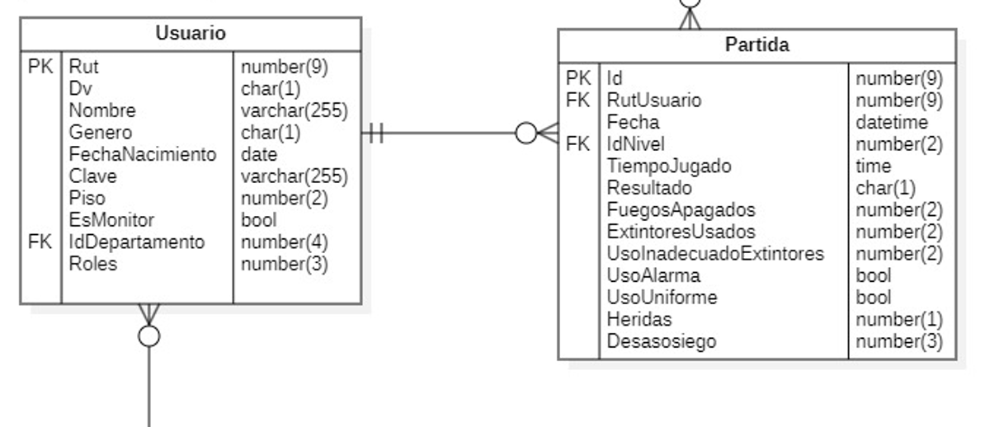 Usuario
PK Rut number(9)
Dv char(1)
Nombre varchar(255)
Genero char(1)
FechaNacimiento date
Clave varchar(255)
Piso number(2)
EsMonitor bool
FK IdDepartamento number(4)
Roles number(3)
Partida
PK Id number(9)
FK RutUsuario number(9)
Fecha datetime
FK IdNivel number(2)
TiempoJugado time
Resultado char(1)
FuegosApagados number(2)
ExtintoresUsados number(2)
UsoInadecuadoExtintores number(2)
UsoAlarma bool
UsoUniforme bool
Heridas number(1)
Desasosiego number(3)